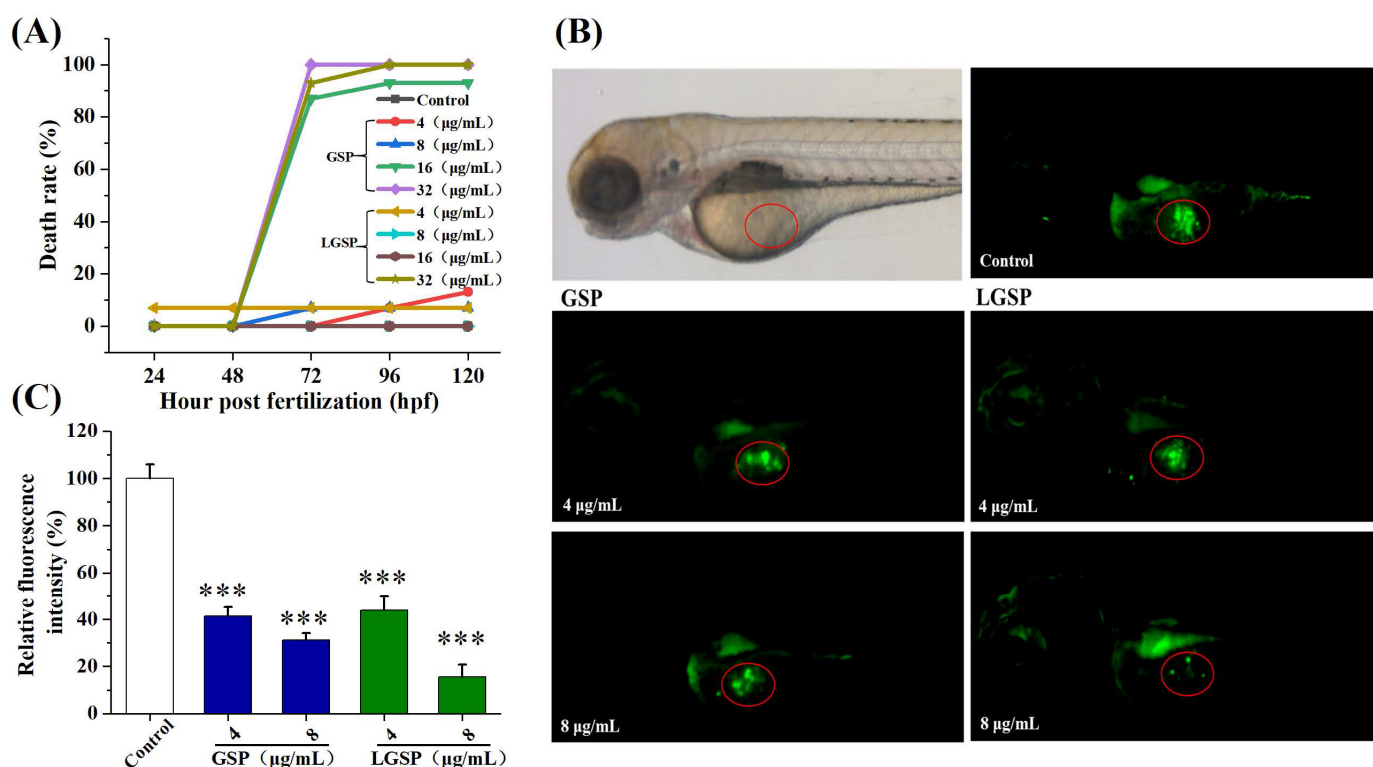 (A)
Death rate (%)
100
80
60
40
20
0
24 48 72 96 120
Hour post fertilization (hpf)
Control
GSP
4（μg/mL）
8（μg/mL）
16（μg/mL）
32（μg/mL）
LGSP
4（μg/mL）
8（μg/mL）
16（μg/mL）
32（μg/mL）
(B)
Control
GSP
LGSP
4 μg/mL
4 μg/mL
8 μg/mL
8 μg/mL
(C)
Relative fluorescence
intensity (%)
120
100
80
60
40
20
0
***
***
***
***
Control
4 8 4 8
GSP（μg/mL） LGSP（μg/mL）